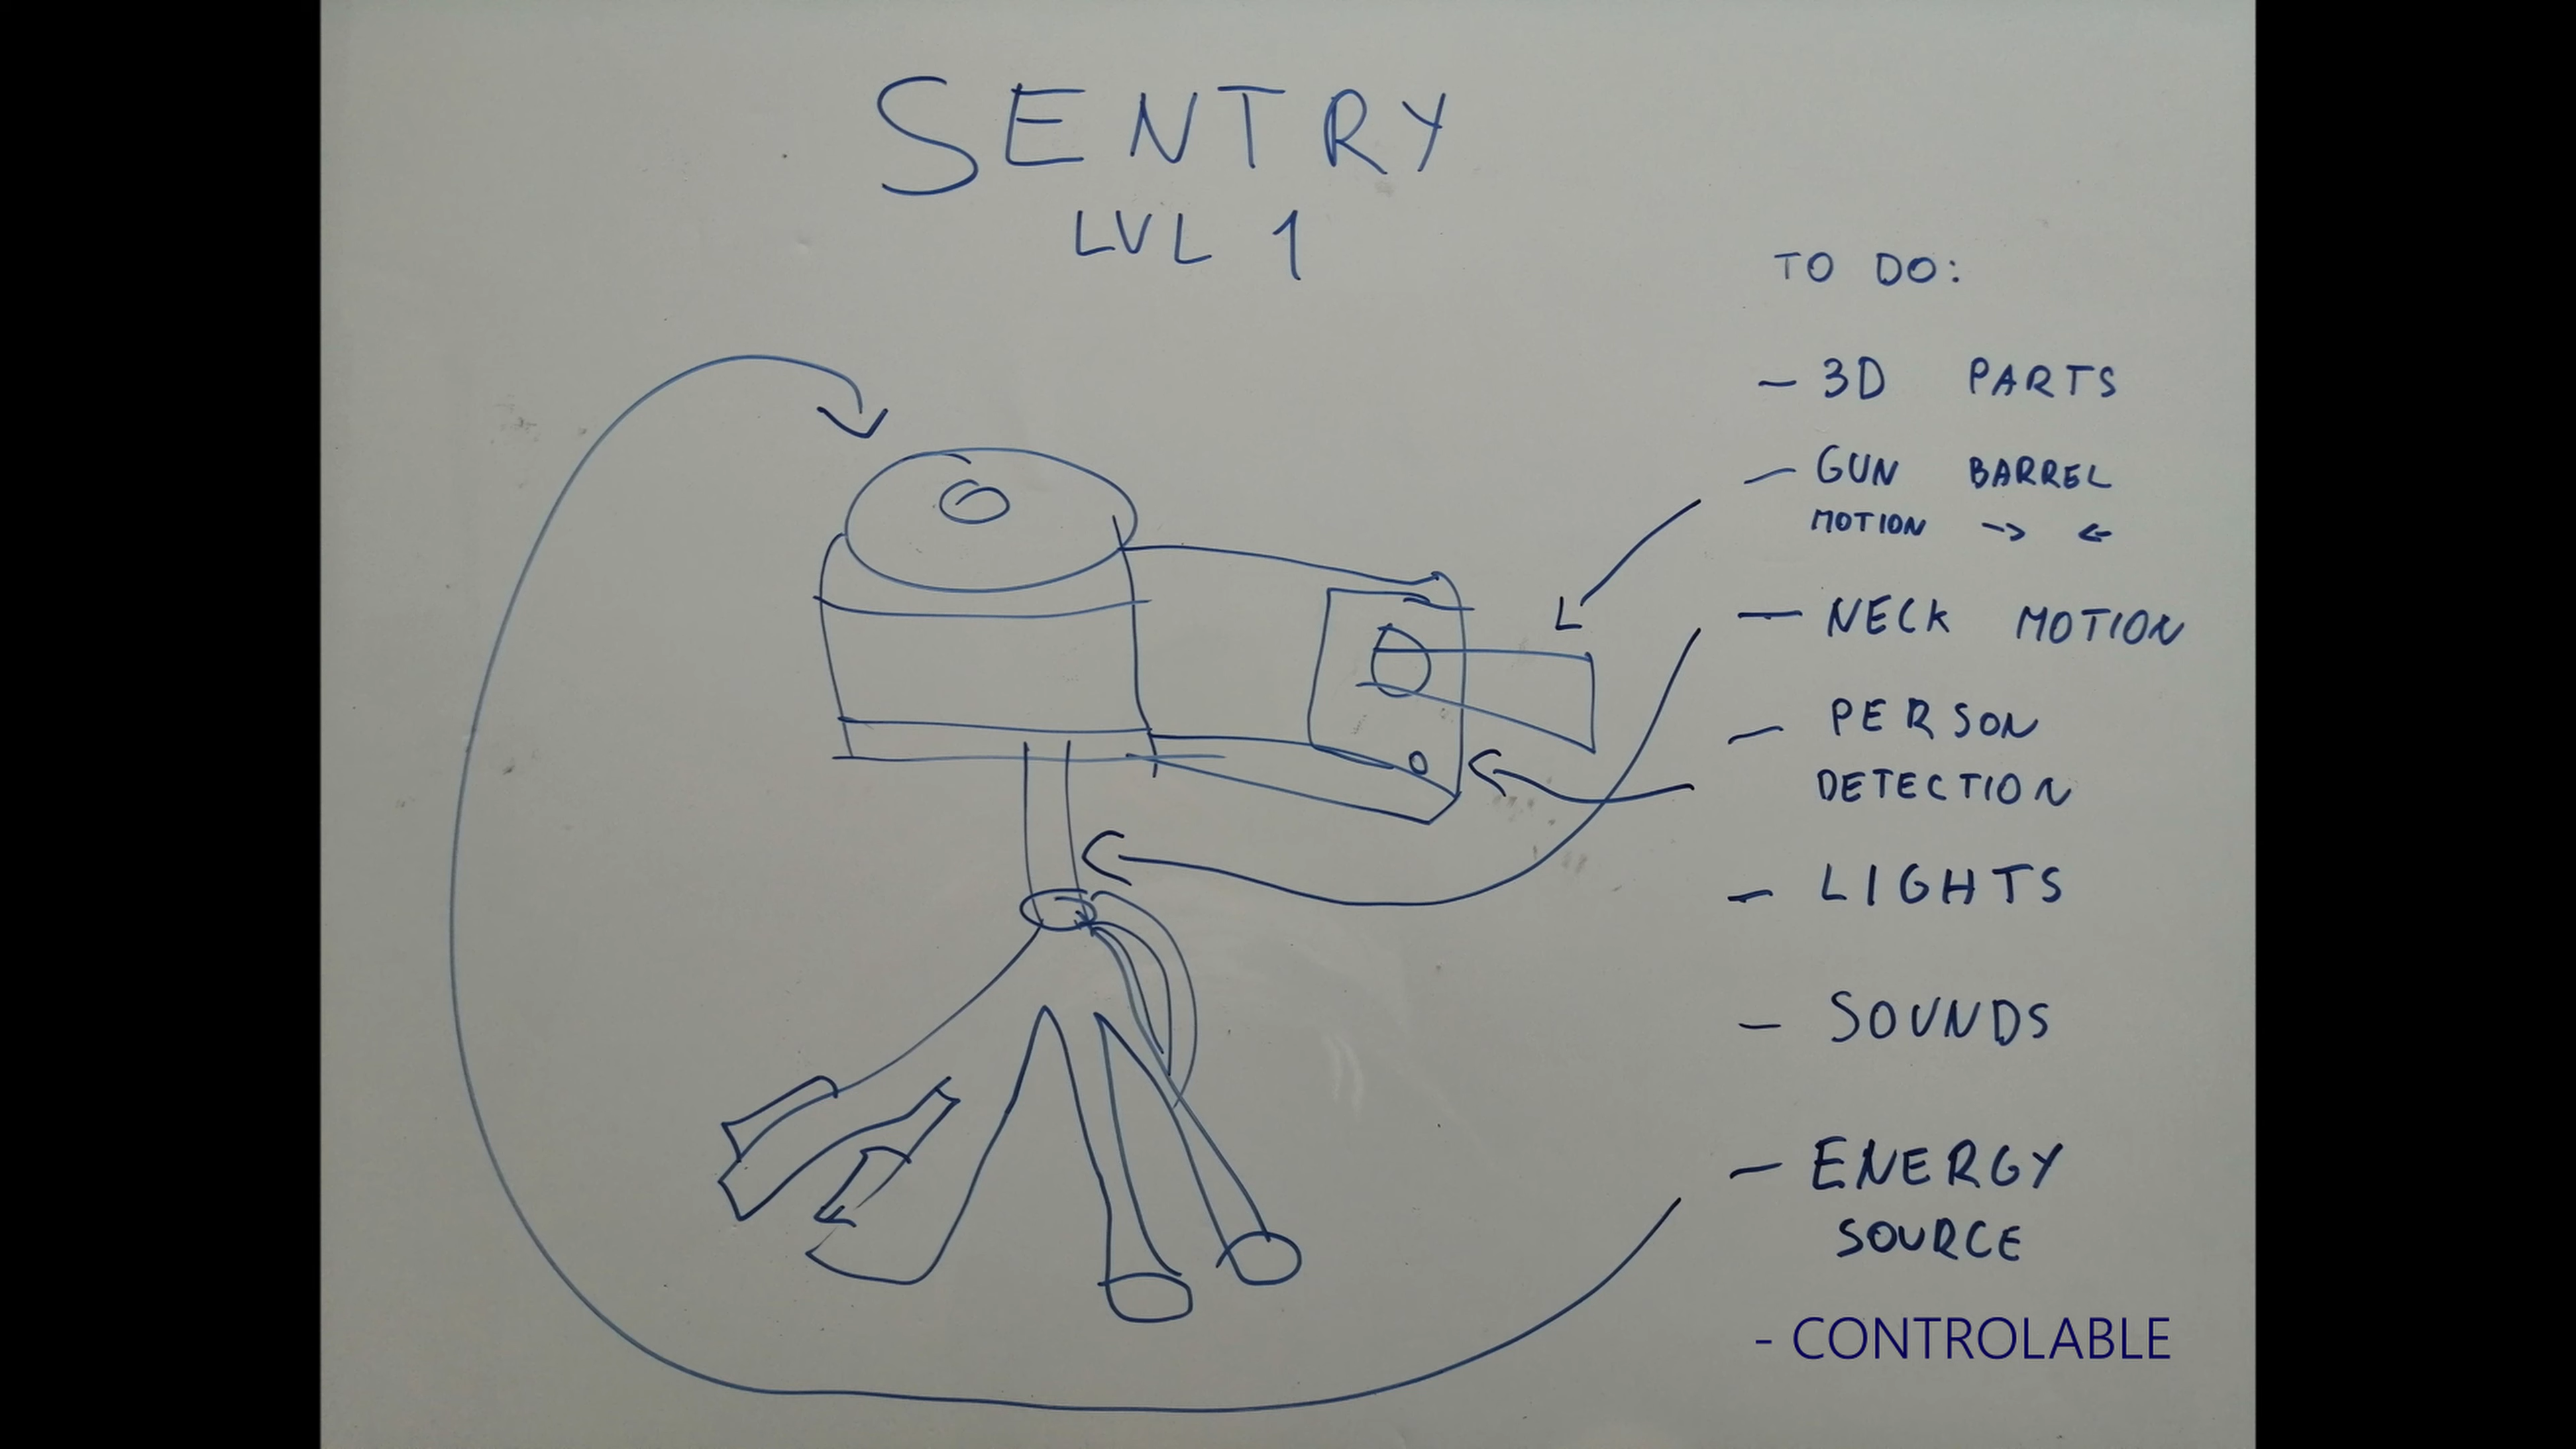 SENTRY
LVL 1
TO DO:
- 3D PARTS
- GUN BARREL
MOTION -> <-
- NECK MOTION
- PERSON
DETECTION
- LIGHTS
- SOUNDS
- ENERGY
SOURCE
- CONTROLABLE